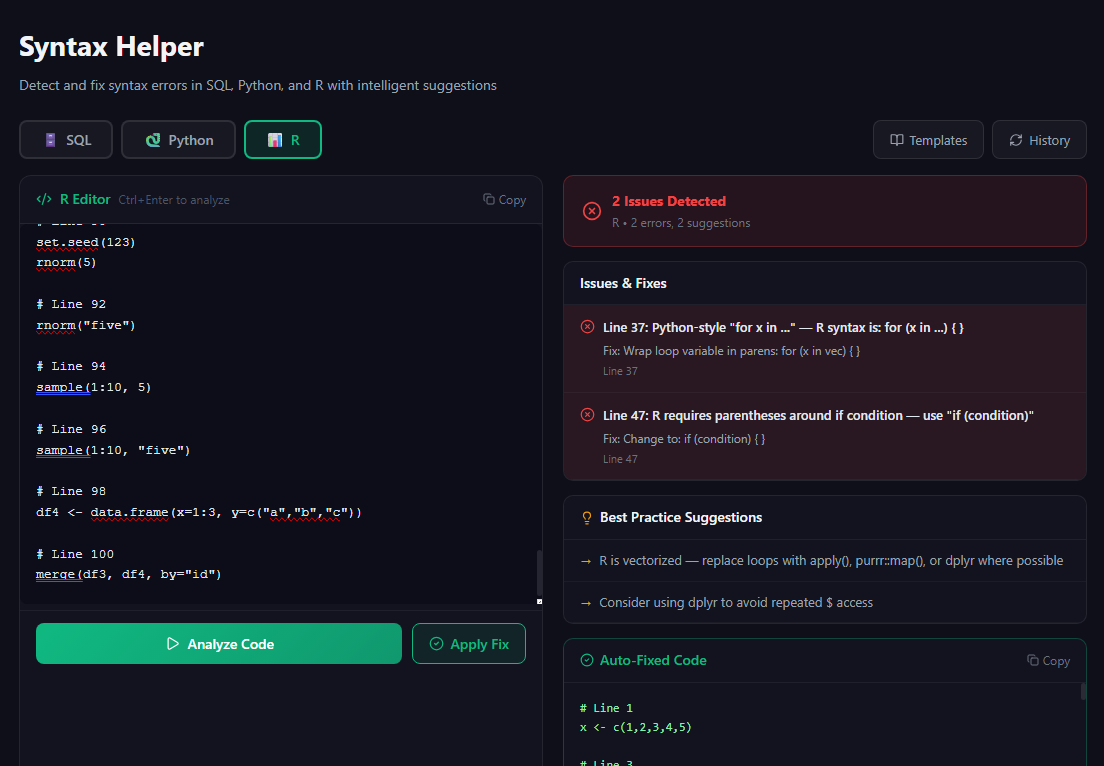 Syntax Helper
Detect and fix syntax errors in SQL, Python, and R with intelligent suggestions
SQL
Python
R
Templates
History
</> R Editor Ctrl+Enter to analyze
Copy
set.seed(123)
rnorm(5)
# Line 92
rnorm("five")
# Line 94
sample(1:10, 5)
# Line 96
sample(1:10, "five")
# Line 98
df4 <- data.frame(x=1:3, y=c("a","b","c"))
# Line 100
merge(df3, df4, by="id")
Analyze Code
Apply Fix
2 Issues Detected
R • 2 errors, 2 suggestions
Issues & Fixes
Line 37: Python-style "for x in ..." — R syntax is: for (x in ...) { }
Fix: Wrap loop variable in parens: for (x in vec) { }
Line 37
Line 47: R requires parentheses around if condition — use "if (condition)"
Fix: Change to: if (condition) { }
Line 47
Best Practice Suggestions
→ R is vectorized — replace loops with apply(), purrr::map(), or dplyr where possible
→ Consider using dplyr to avoid repeated $ access
Auto-Fixed Code
Copy
# Line 1
x <- c(1,2,3,4,5)
# Line 3